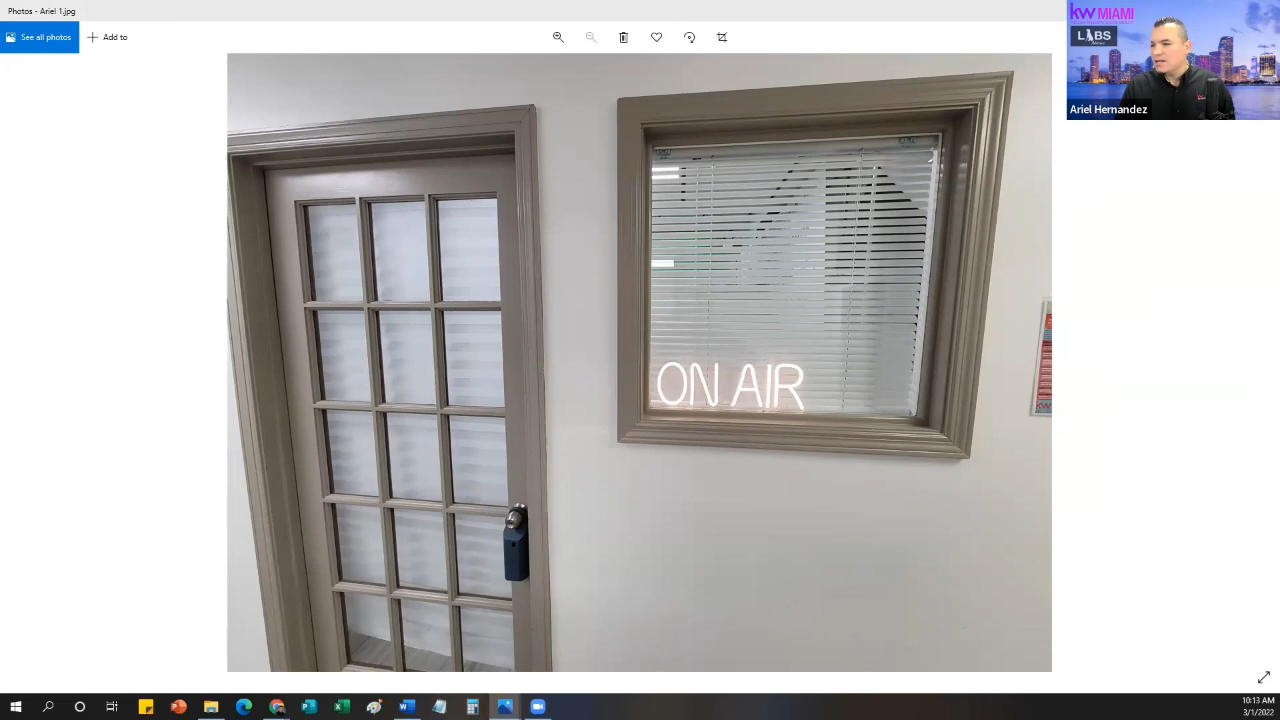 Photos - Ariel 1.jpg
See all photos
Add to
kw MIAMI
LABS
Ariel Hernandez
ON AIR
kw
10:13 AM
3/1/2022